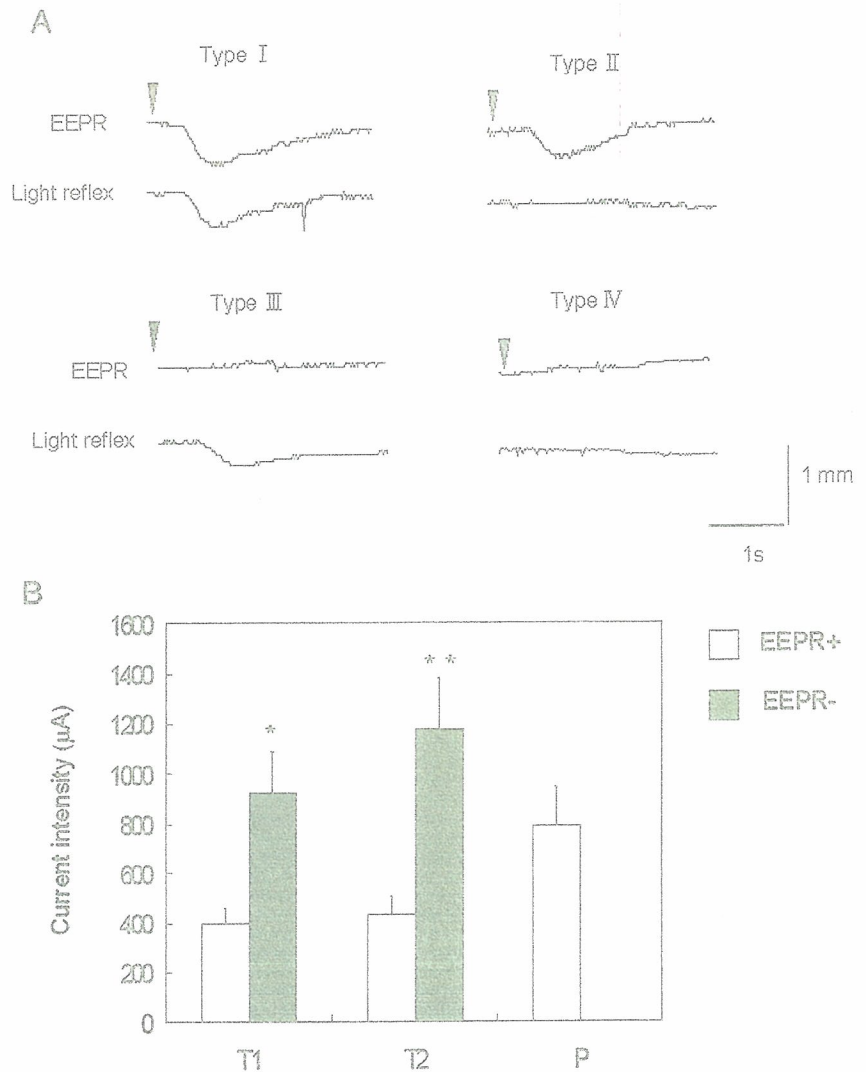 A
Type Ⅰ
Type Ⅱ
EEPR
Light reflex
Type Ⅲ
Type Ⅳ
EEPR
Light reflex
1 mm
1s
B
1600
1400
1200
1000
800
600
400
200
0
Current intensity (µA)
*
**
EEPR+
EEPR-
T1
T2
P